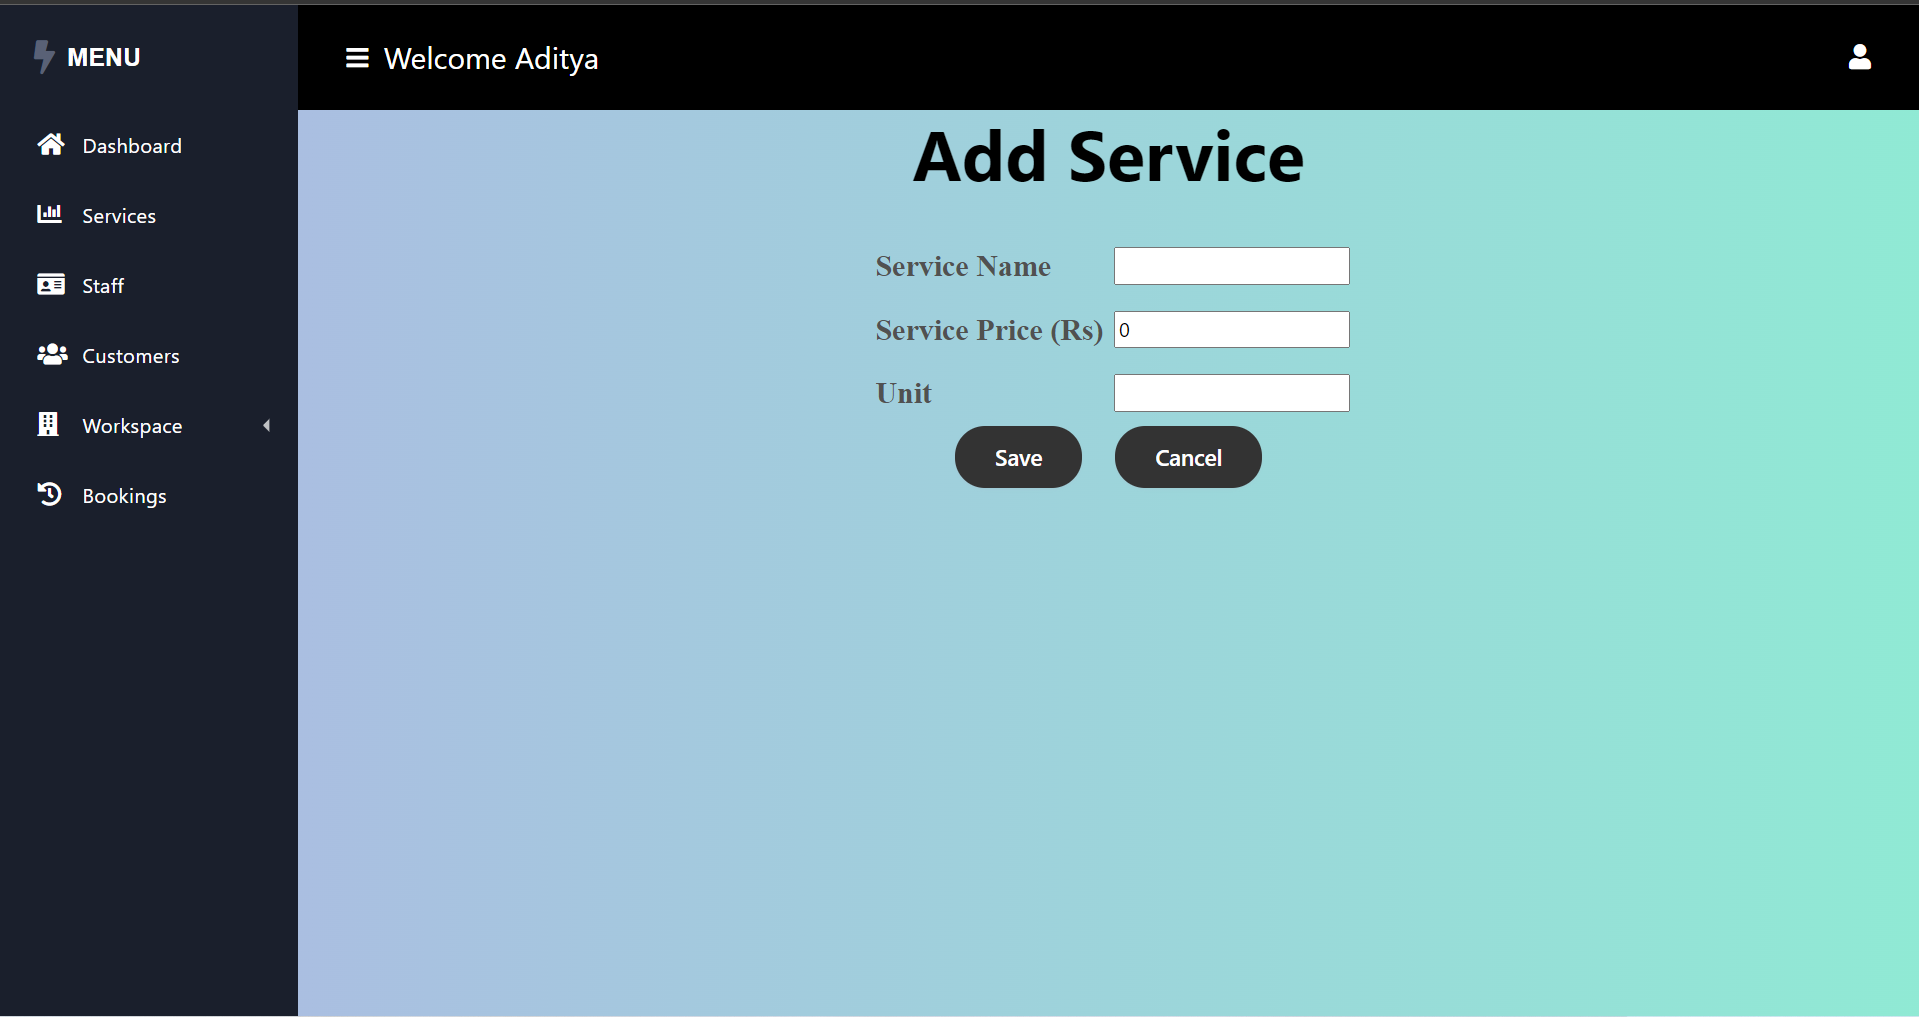 MENU
Dashboard
Services
Staff
Customers
Workspace
Bookings
Welcome Aditya
Add Service
Service Name
Service Price (Rs) 0
Unit
Save Cancel